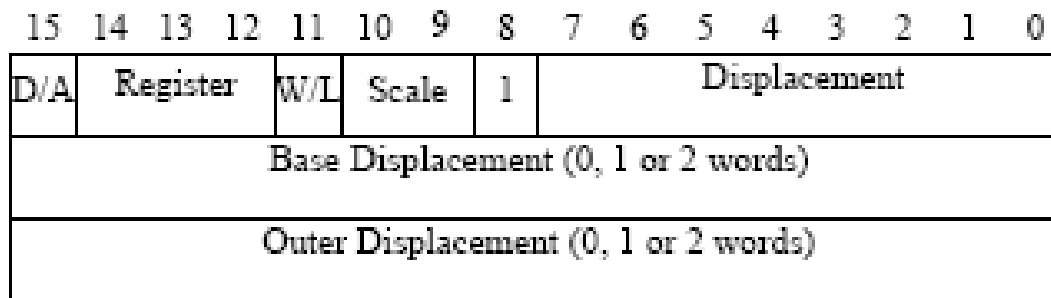 15 14 13 12 11 10 9 8 7 6 5 4 3 2 1 0
D/A Register W/L Scale 1 Displacement
Base Displacement (0, 1 or 2 words)
Outer Displacement (0, 1 or 2 words)